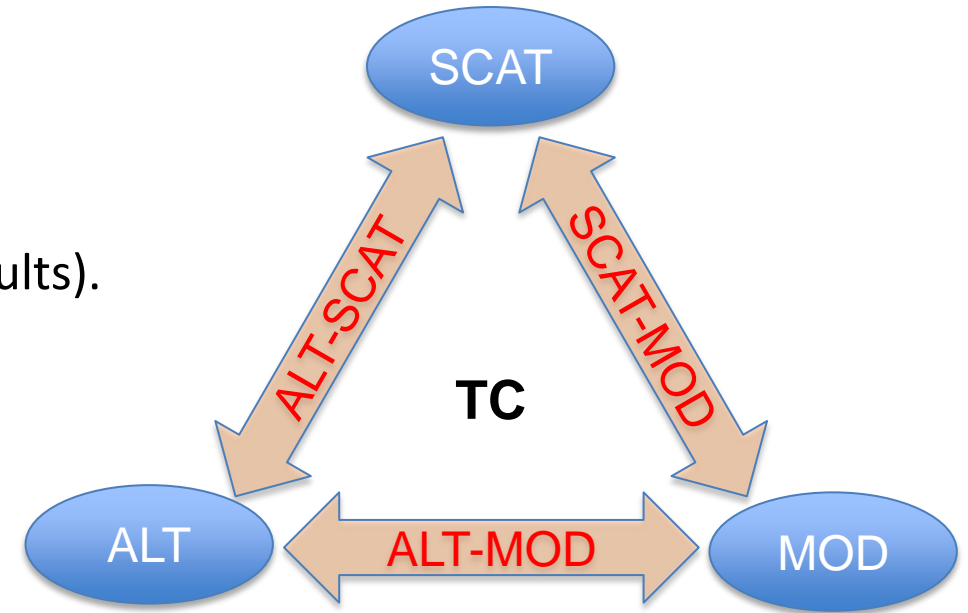 SCAT
ALT-SCAT
SCAT-MOD
ults).
TC
ALT
ALT-MOD
MOD